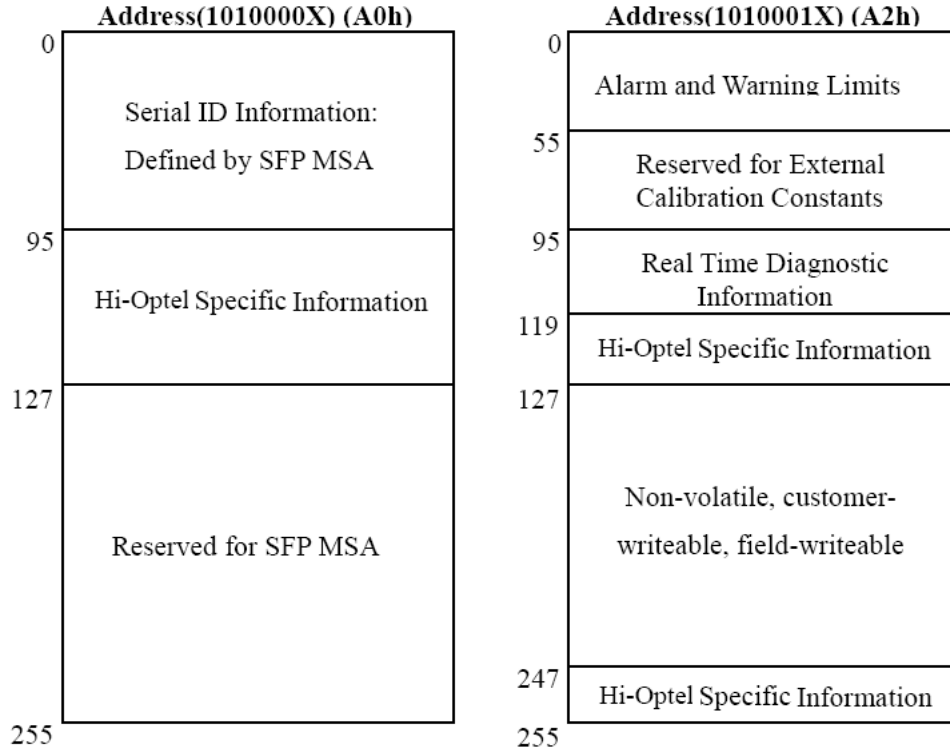 Address(1010000X) (A0h)
0
Serial ID Information:
Defined by SFP MSA
95
Hi-Optel Specific Information
127
Reserved for SFP MSA
255
Address(1010001X) (A2h)
0
Alarm and Warning Limits
55
Reserved for External
Calibration Constants
95
Real Time Diagnostic
Information
119
Hi-Optel Specific Information
127
Non-volatile, customer-
writeable, field-writeable
247
Hi-Optel Specific Information
255